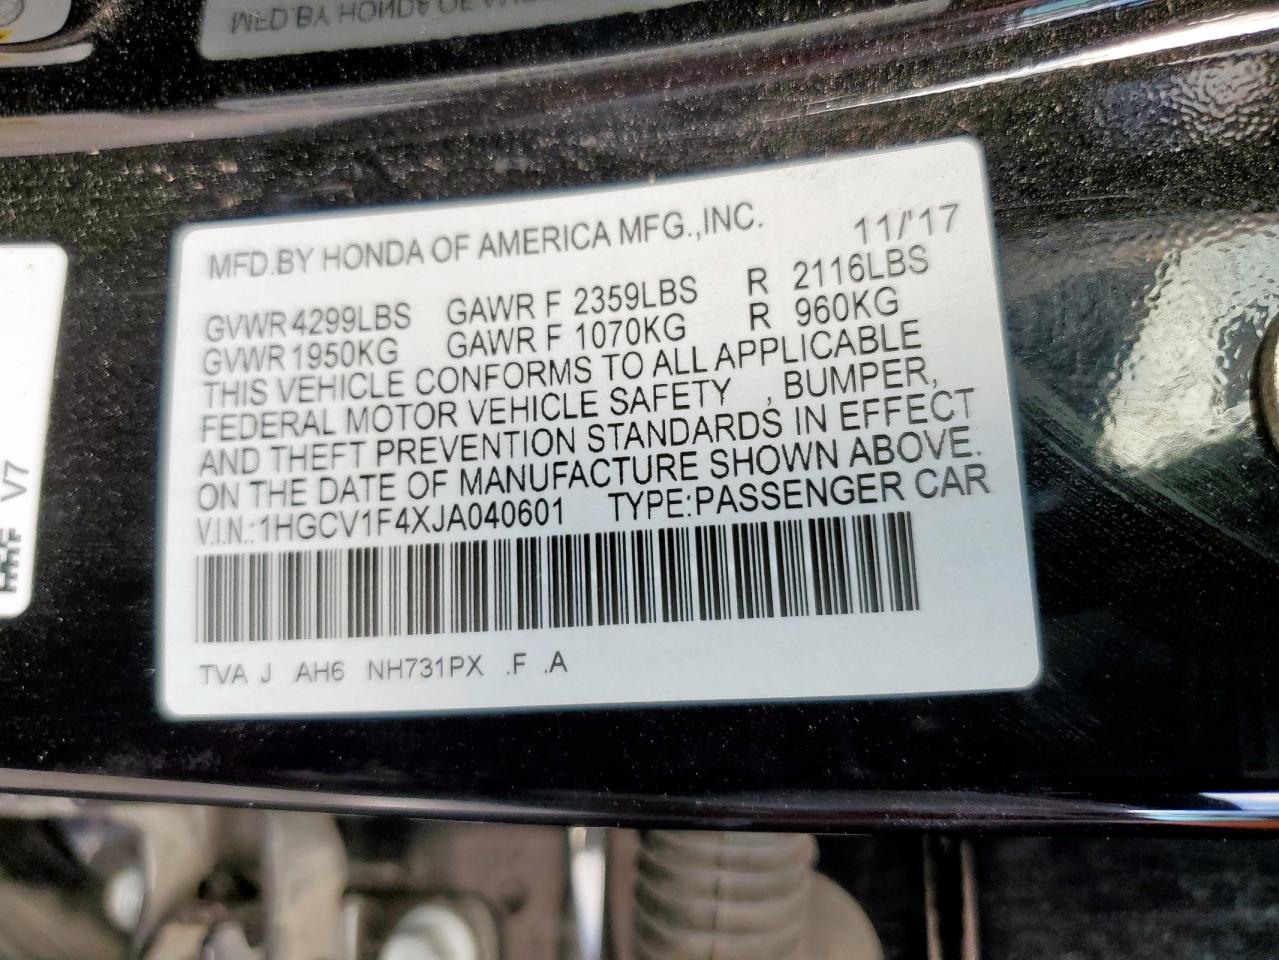 MFD.BY HONDA OF AMERICA MFG.,INC. 11/'17
GVWR 4299LBS GAWR F 2359LBS R 2116LBS
GVWR 1950KG GAWR F 1070KG R 960KG
THIS VEHICLE CONFORMS TO ALL APPLICABLE
FEDERAL MOTOR VEHICLE SAFETY , BUMPER,
AND THEFT PREVENTION STANDARDS IN EFFECT
ON THE DATE OF MANUFACTURE SHOWN ABOVE.
V.I.N.:1HGCV1F4XJA040601 TYPE:PASSENGER CAR
TVA J AH6 NH731PX .F .A
V7